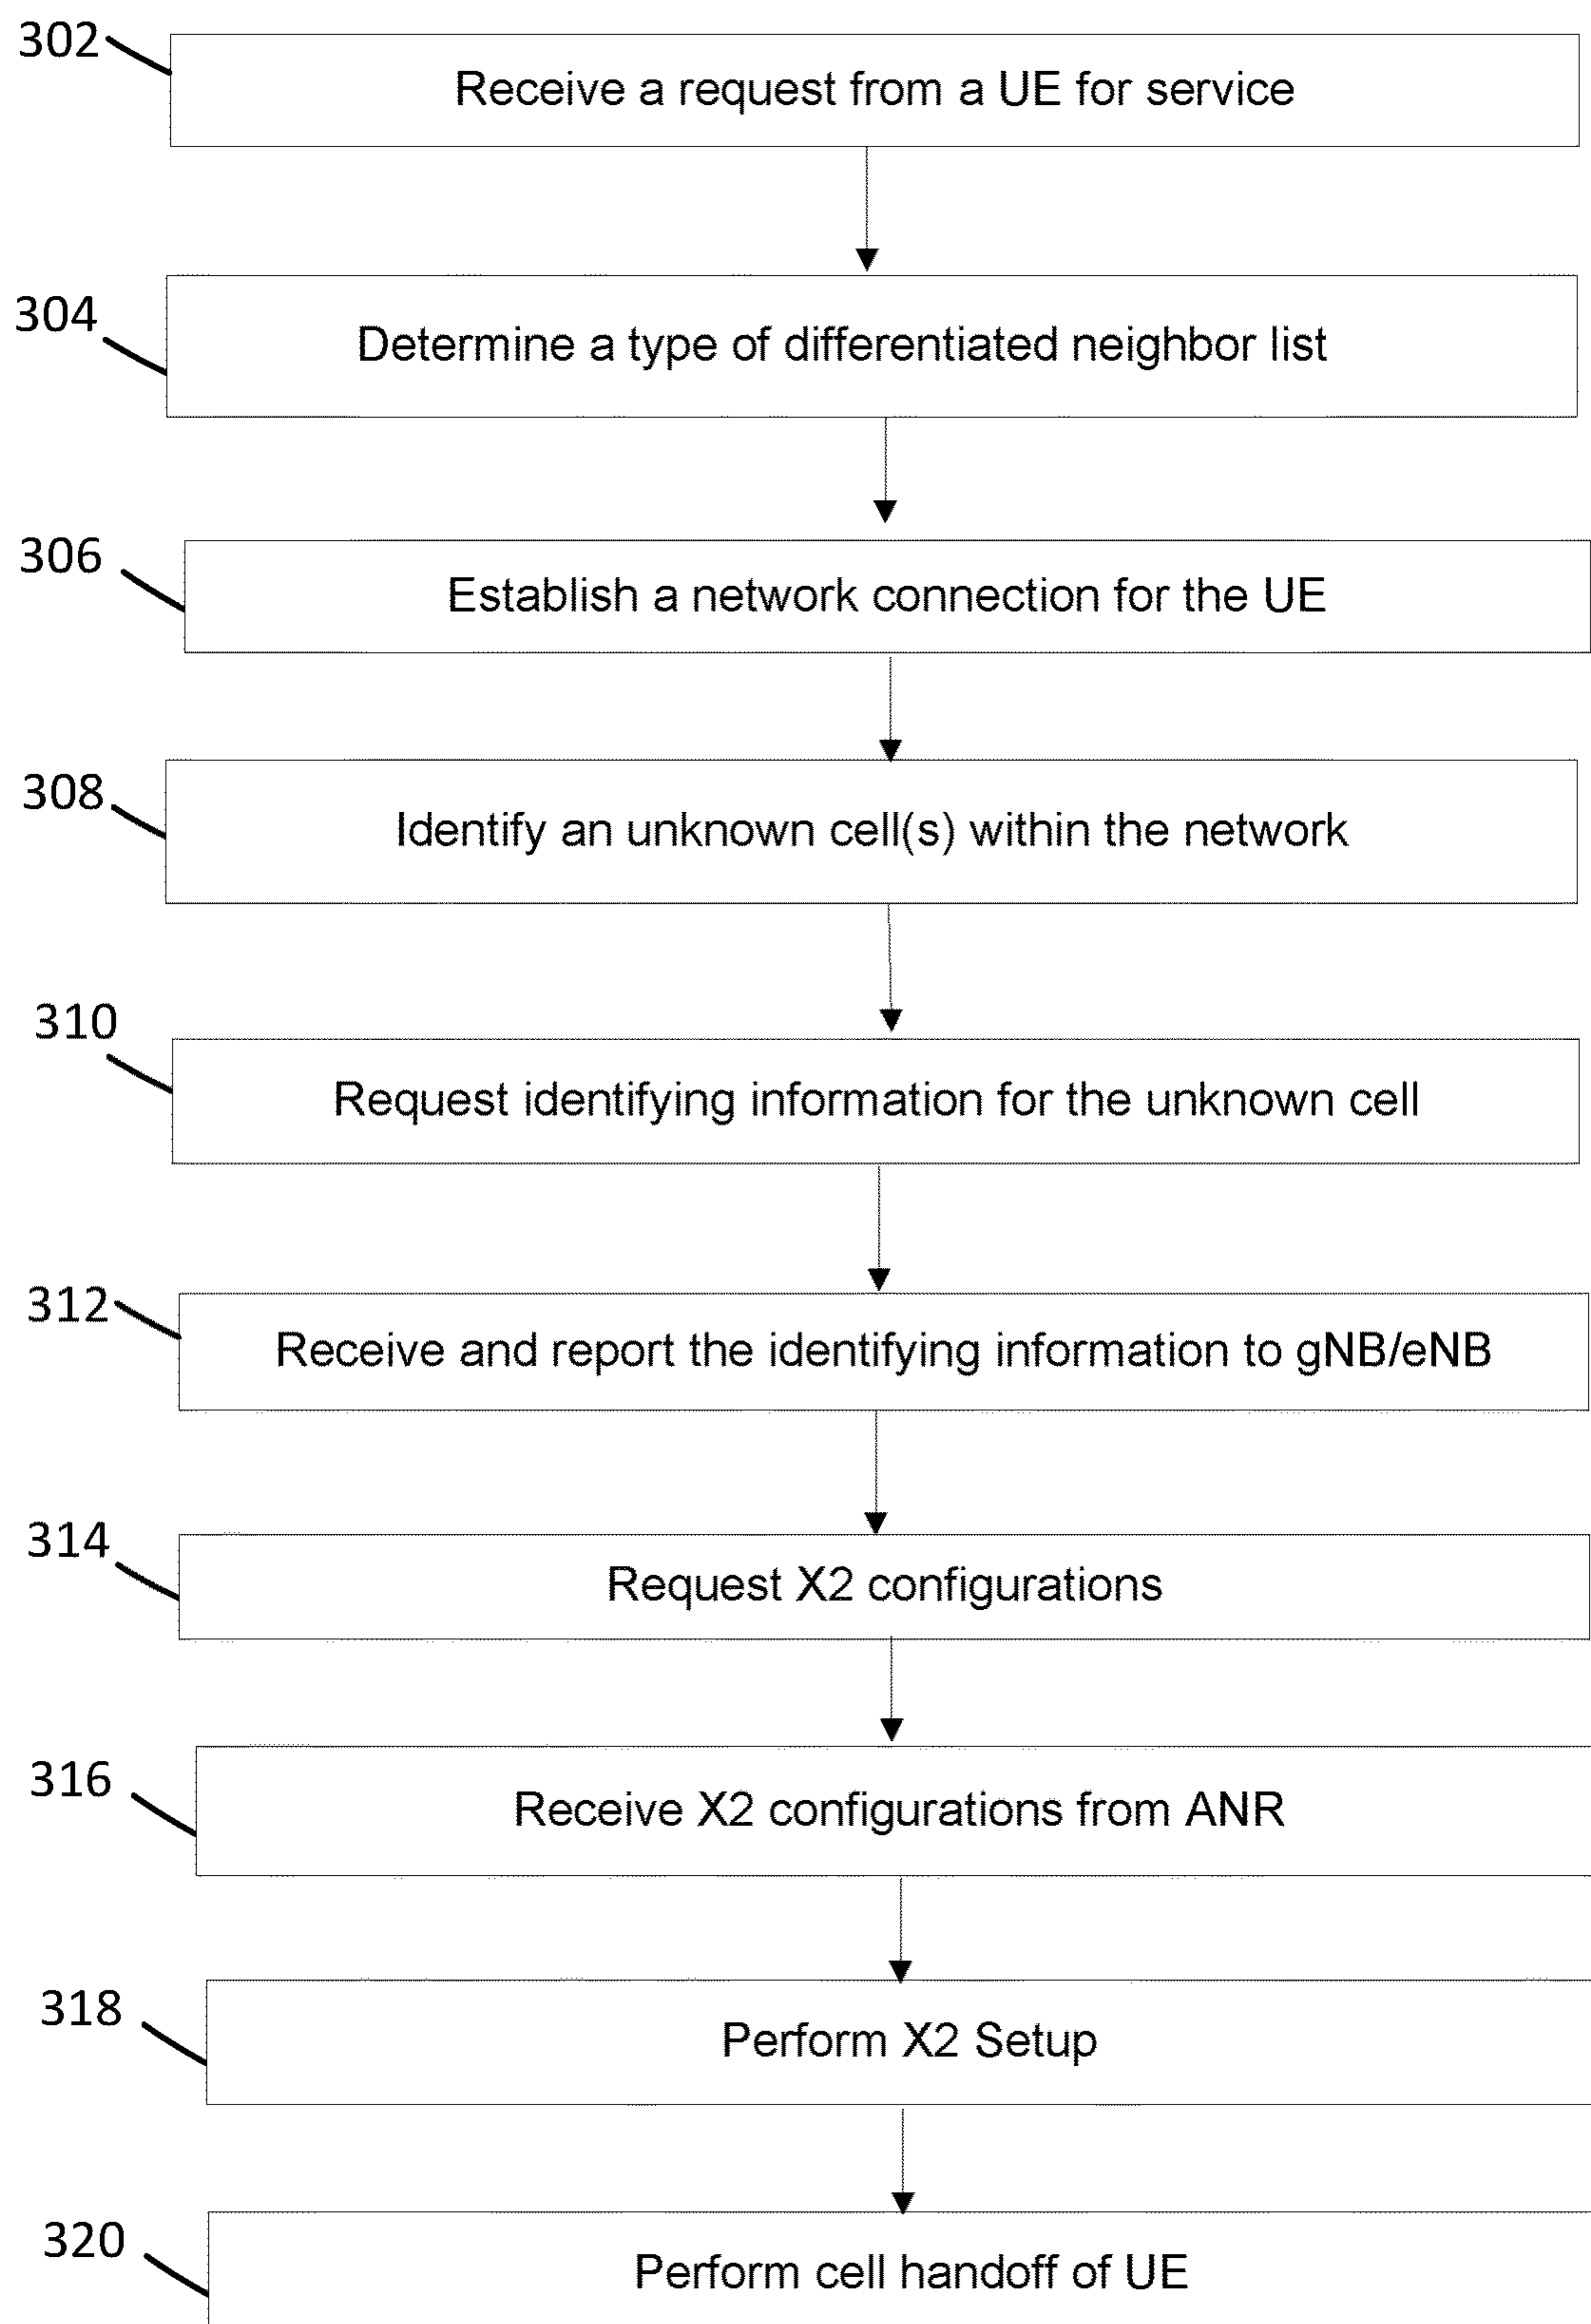 302
Receive a request from a UE for service
304
Determine a type of differentiated neighbor list
306
Establish a network connection for the UE
308
Identify an unknown cell(s) within the network
310
Request identifying information for the unknown cell
312
Receive and report the identifying information to gNB/eNB
314
Request X2 configurations
316
Receive X2 configurations from ANR
318
Perform X2 Setup
320
Perform cell handoff of UE